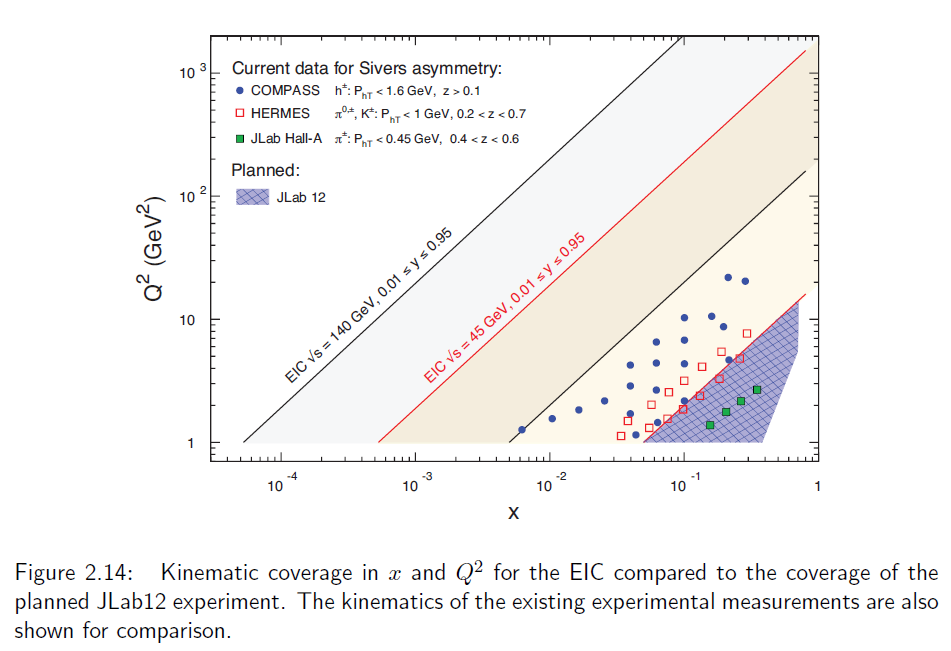 Current data for Sivers asymmetry:
COMPASS h±: PhT < 1.6 GeV, z > 0.1
HERMES π0,±, K±: PhT < 1 GeV, 0.2 < z < 0.7
JLab Hall-A π±: PhT < 0.45 GeV, 0.4 < z < 0.6
Planned:
JLab 12
EIC √s = 140 GeV, 0.01 ≤ y ≤ 0.95
EIC √s = 45 GeV, 0.01 ≤ y ≤ 0.95
Q2 (GeV2)
10 3
10 2
10
1
10 -4
10 -3
10 -2
10 -1
1
x
Figure 2.14: Kinematic coverage in x and Q2 for the EIC compared to the coverage of the
planned JLab12 experiment. The kinematics of the existing experimental measurements are also
shown for comparison.